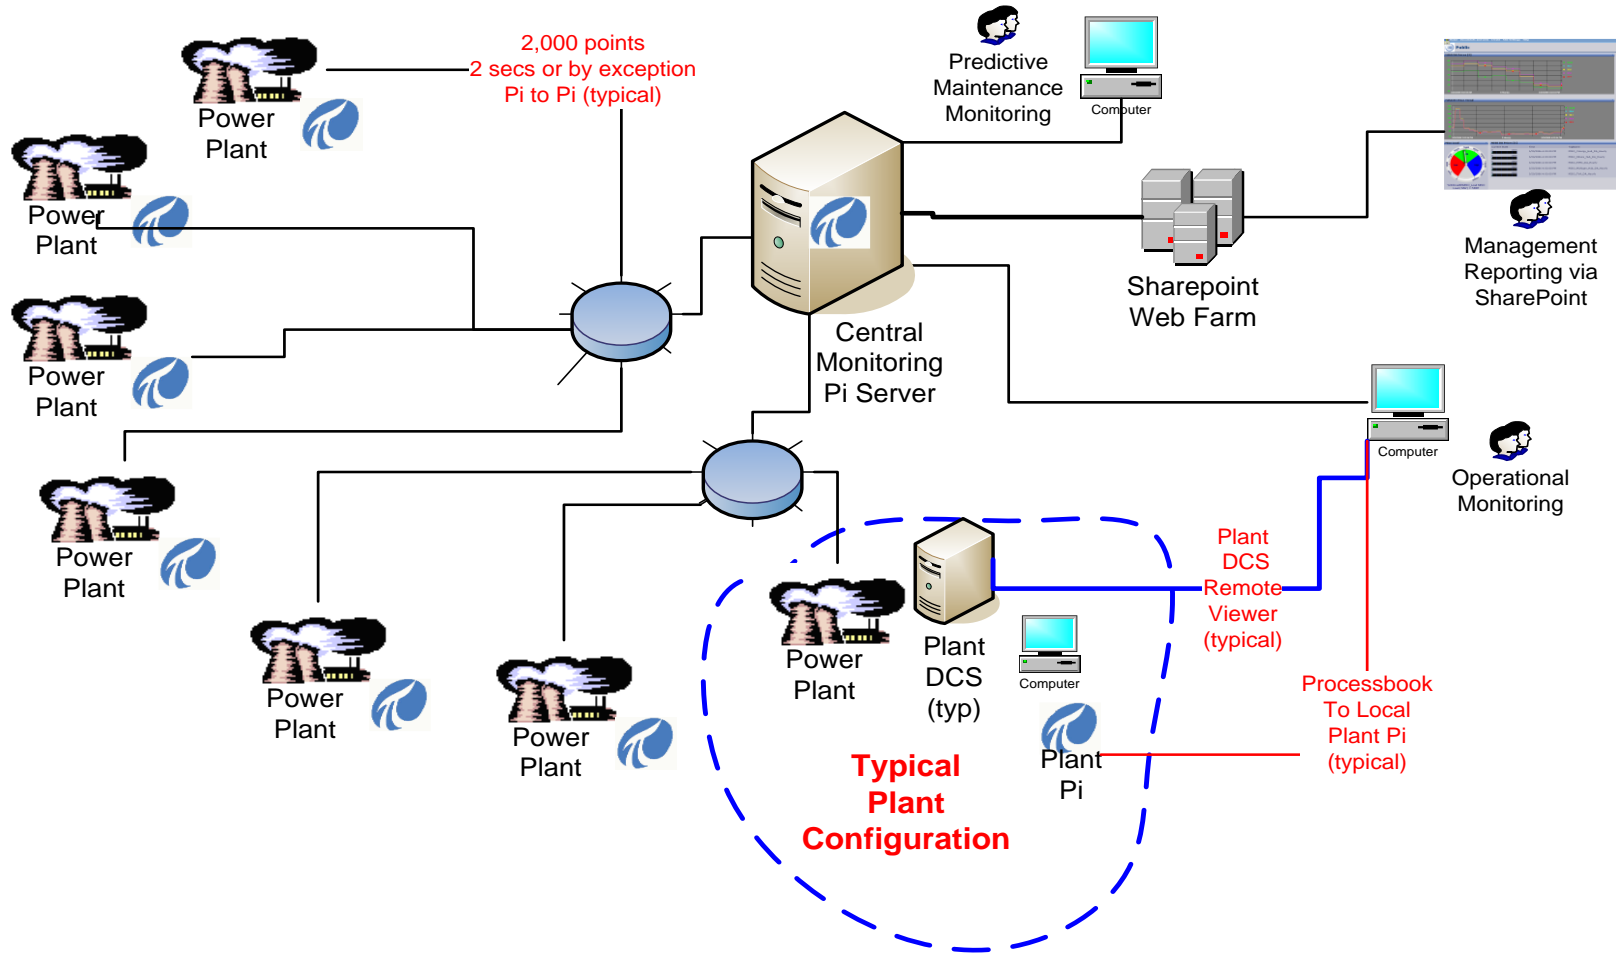 2,000 points
2 secs or by exception
Pi to Pi (typical)
Predictive
Maintenance
Monitoring
Computer
Public
Power
Plant
Power
Plant
Management
Reporting via
SharePoint
Sharepoint
Web Farm
Central
Monitoring
Pi Server
Power
Plant
Computer
Operational
Monitoring
Power
Plant
Plant
DCS
Remote
Viewer
(typical)
Power
Plant
Power
Plant
Power
Plant
Plant
DCS
(typ)
Computer
Processbook
To Local
Plant Pi
(typical)
Plant
Pi
Typical
Plant
Configuration